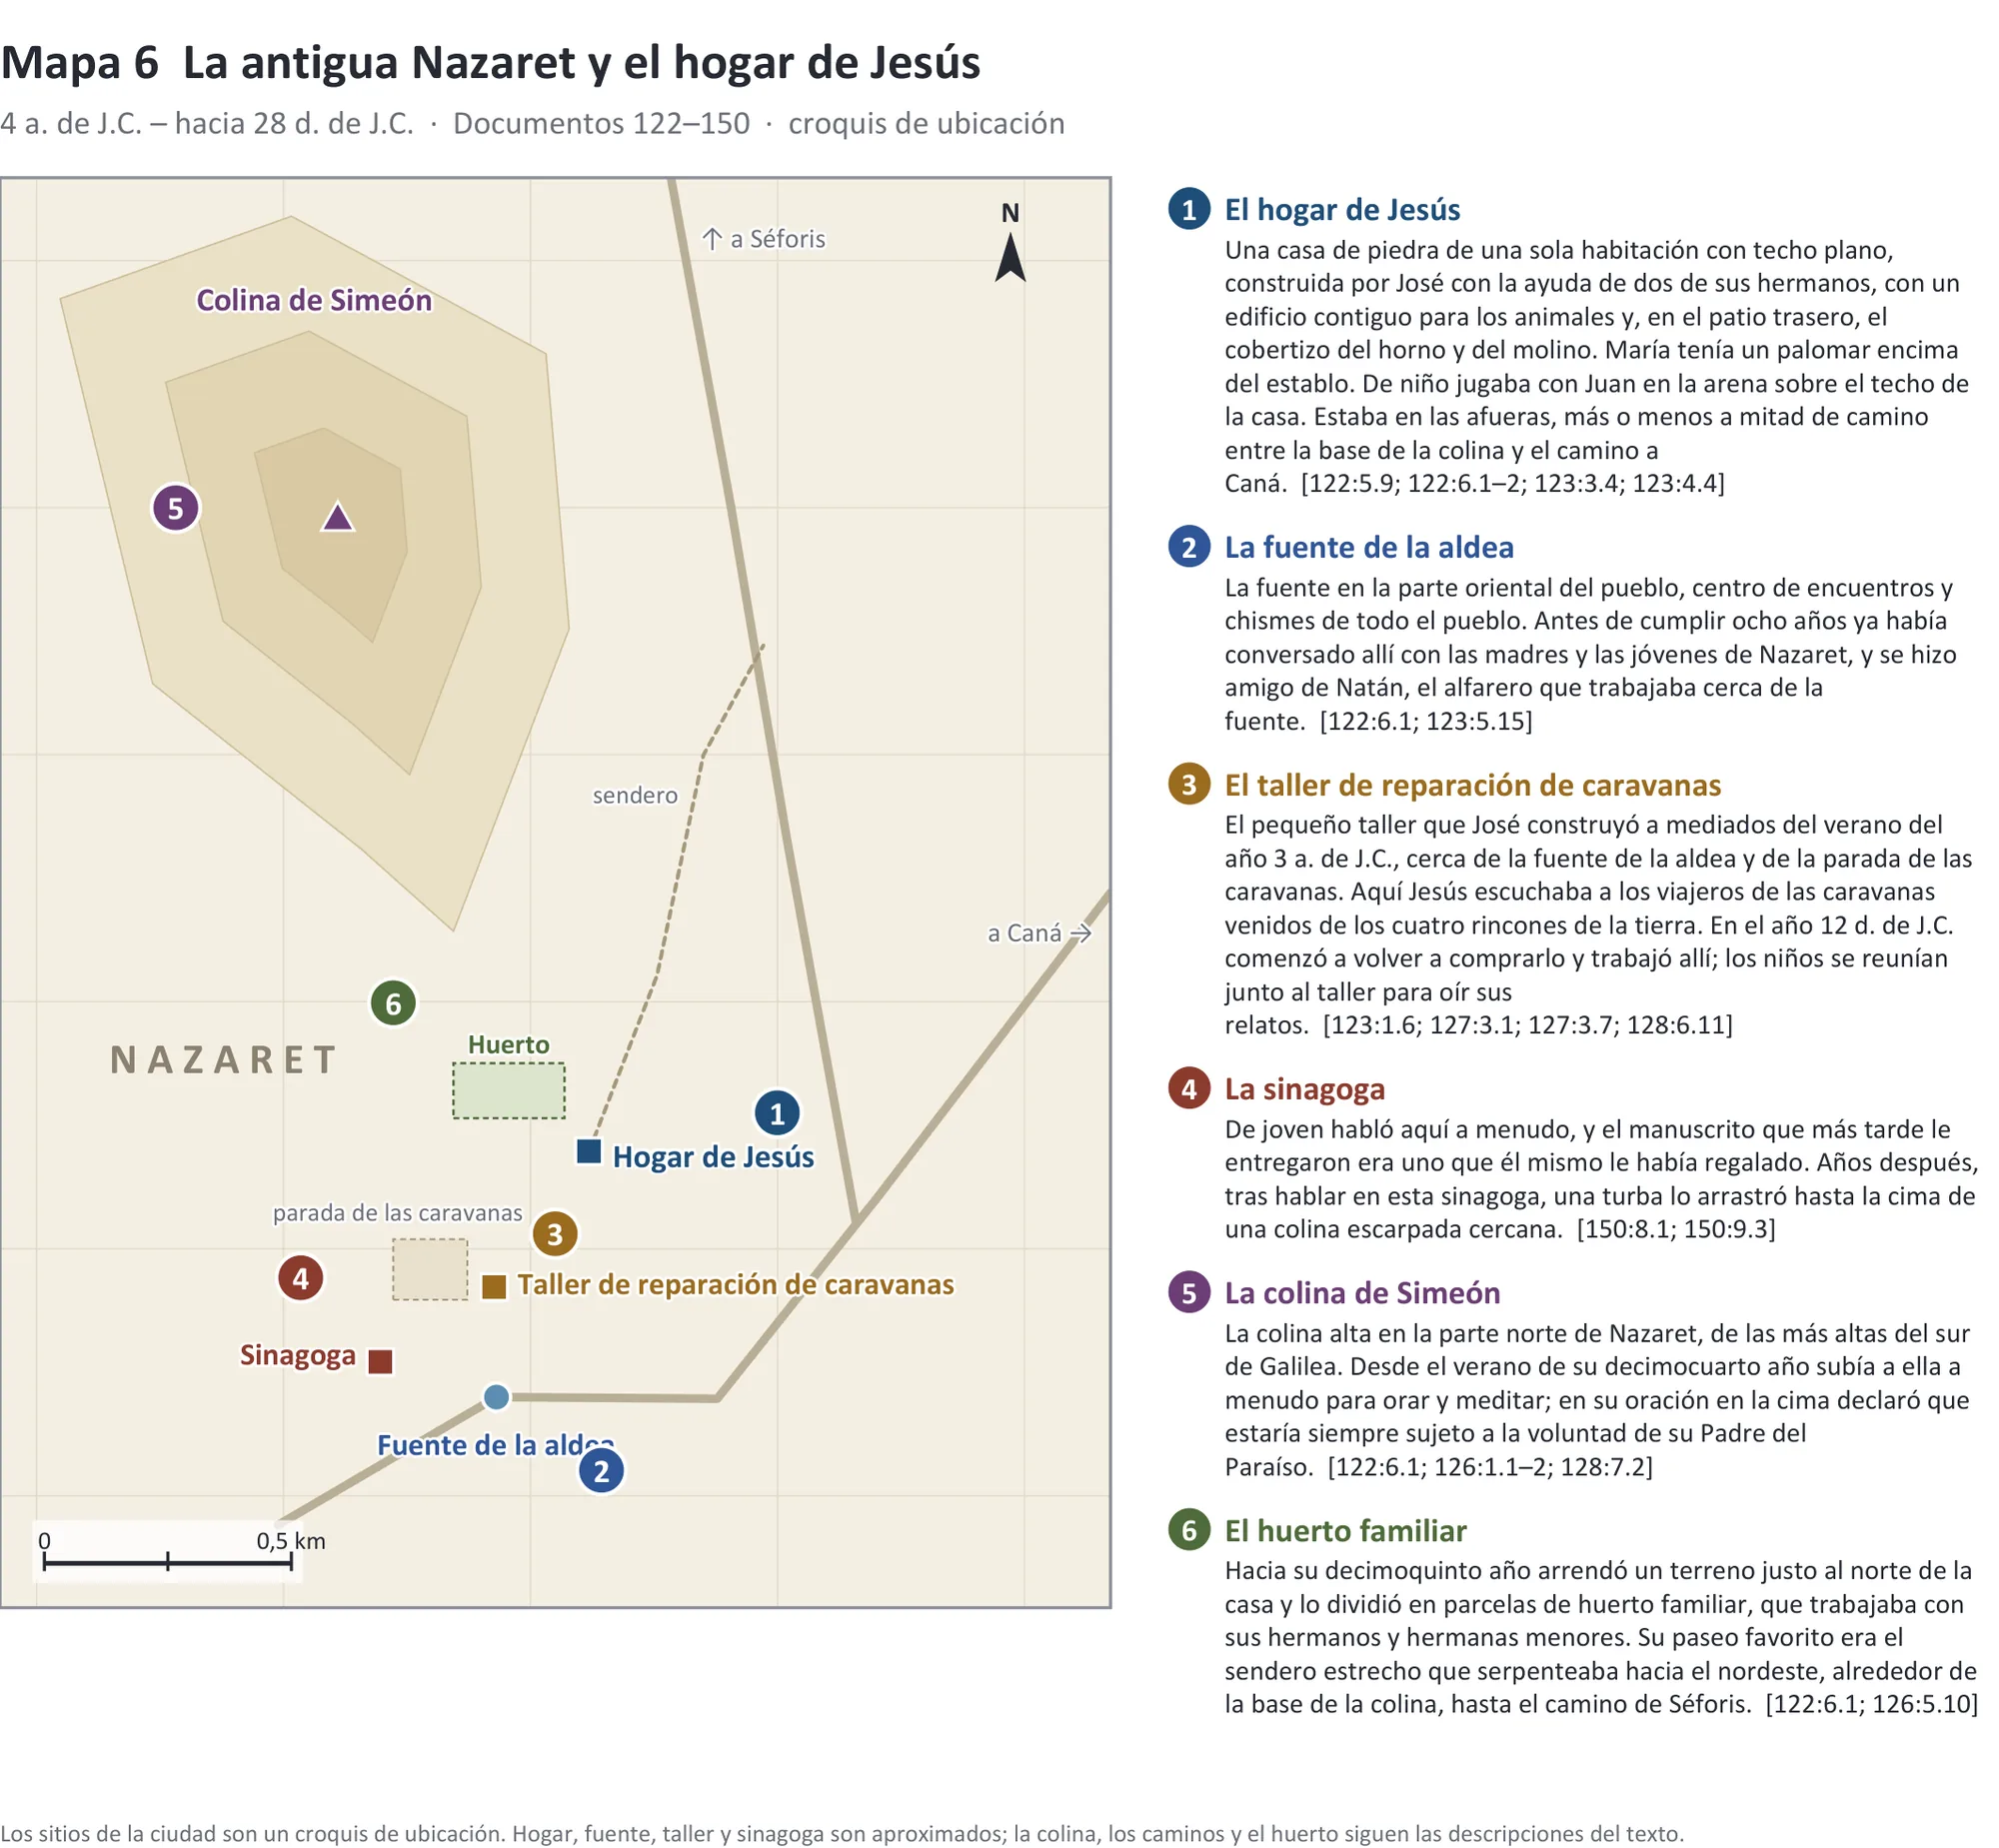 Mapa 6 La antigua Nazaret y el hogar de Jesús
4 a. de J.C. – hacia 28 d. de J.C. · Documentos 122–150 · croquis de ubicación
N
↑ a Séforis
Colina de Simeón
5
sendero
a Caná →
6
NAZARET
Huerto
1
Hogar de Jesús
parada de las caravanas
3
4
Taller de reparación de caravanas
Sinagoga
Fuente de la aldea
2
0 0,5 km
1 El hogar de Jesús
Una casa de piedra de una sola habitación con techo plano,
construida por José con la ayuda de dos de sus hermanos, con un
edificio contiguo para los animales y, en el patio trasero, el
cobertizo del horno y del molino. María tenía un palomar encima
del establo. De niño jugaba con Juan en la arena sobre el techo de
la casa. Estaba en las afueras, más o menos a mitad de camino
entre la base de la colina y el camino a
Caná. [122:5.9; 122:6.1–2; 123:3.4; 123:4.4]
2 La fuente de la aldea
La fuente en la parte oriental del pueblo, centro de encuentros y
chismes de todo el pueblo. Antes de cumplir ocho años ya había
conversado allí con las madres y las jóvenes de Nazaret, y se hizo
amigo de Natán, el alfarero que trabajaba cerca de la
fuente. [122:6.1; 123:5.15]
3 El taller de reparación de caravanas
El pequeño taller que José construyó a mediados del verano del
año 3 a. de J.C., cerca de la fuente de la aldea y de la parada de las
caravanas. Aquí Jesús escuchaba a los viajeros de las caravanas
venidos de los cuatro rincones de la tierra. En el año 12 d. de J.C.
comenzó a volver a comprarlo y trabajó allí; los niños se reunían
junto al taller para oír sus
relatos. [123:1.6; 127:3.1; 127:3.7; 128:6.11]
4 La sinagoga
De joven habló aquí a menudo, y el manuscrito que más tarde le
entregaron era uno que él mismo le había regalado. Años después,
tras hablar en esta sinagoga, una turba lo arrastró hasta la cima de
una colina escarpada cercana. [150:8.1; 150:9.3]
5 La colina de Simeón
La colina alta en la parte norte de Nazaret, de las más altas del sur
de Galilea. Desde el verano de su decimocuarto año subía a ella a
menudo para orar y meditar; en su oración en la cima declaró que
estaría siempre sujeto a la voluntad de su Padre del
Paraíso. [122:6.1; 126:1.1–2; 128:7.2]
6 El huerto familiar
Hacia su decimoquinto año arrendó un terreno justo al norte de la
casa y lo dividió en parcelas de huerto familiar, que trabajaba con
sus hermanos y hermanas menores. Su paseo favorito era el
sendero estrecho que serpenteaba hacia el nordeste, alrededor de
la base de la colina, hasta el camino de Séforis. [122:6.1; 126:5.10]
Los sitios de la ciudad son un croquis de ubicación. Hogar, fuente, taller y sinagoga son aproximados; la colina, los caminos y el huerto siguen las descripciones del texto.